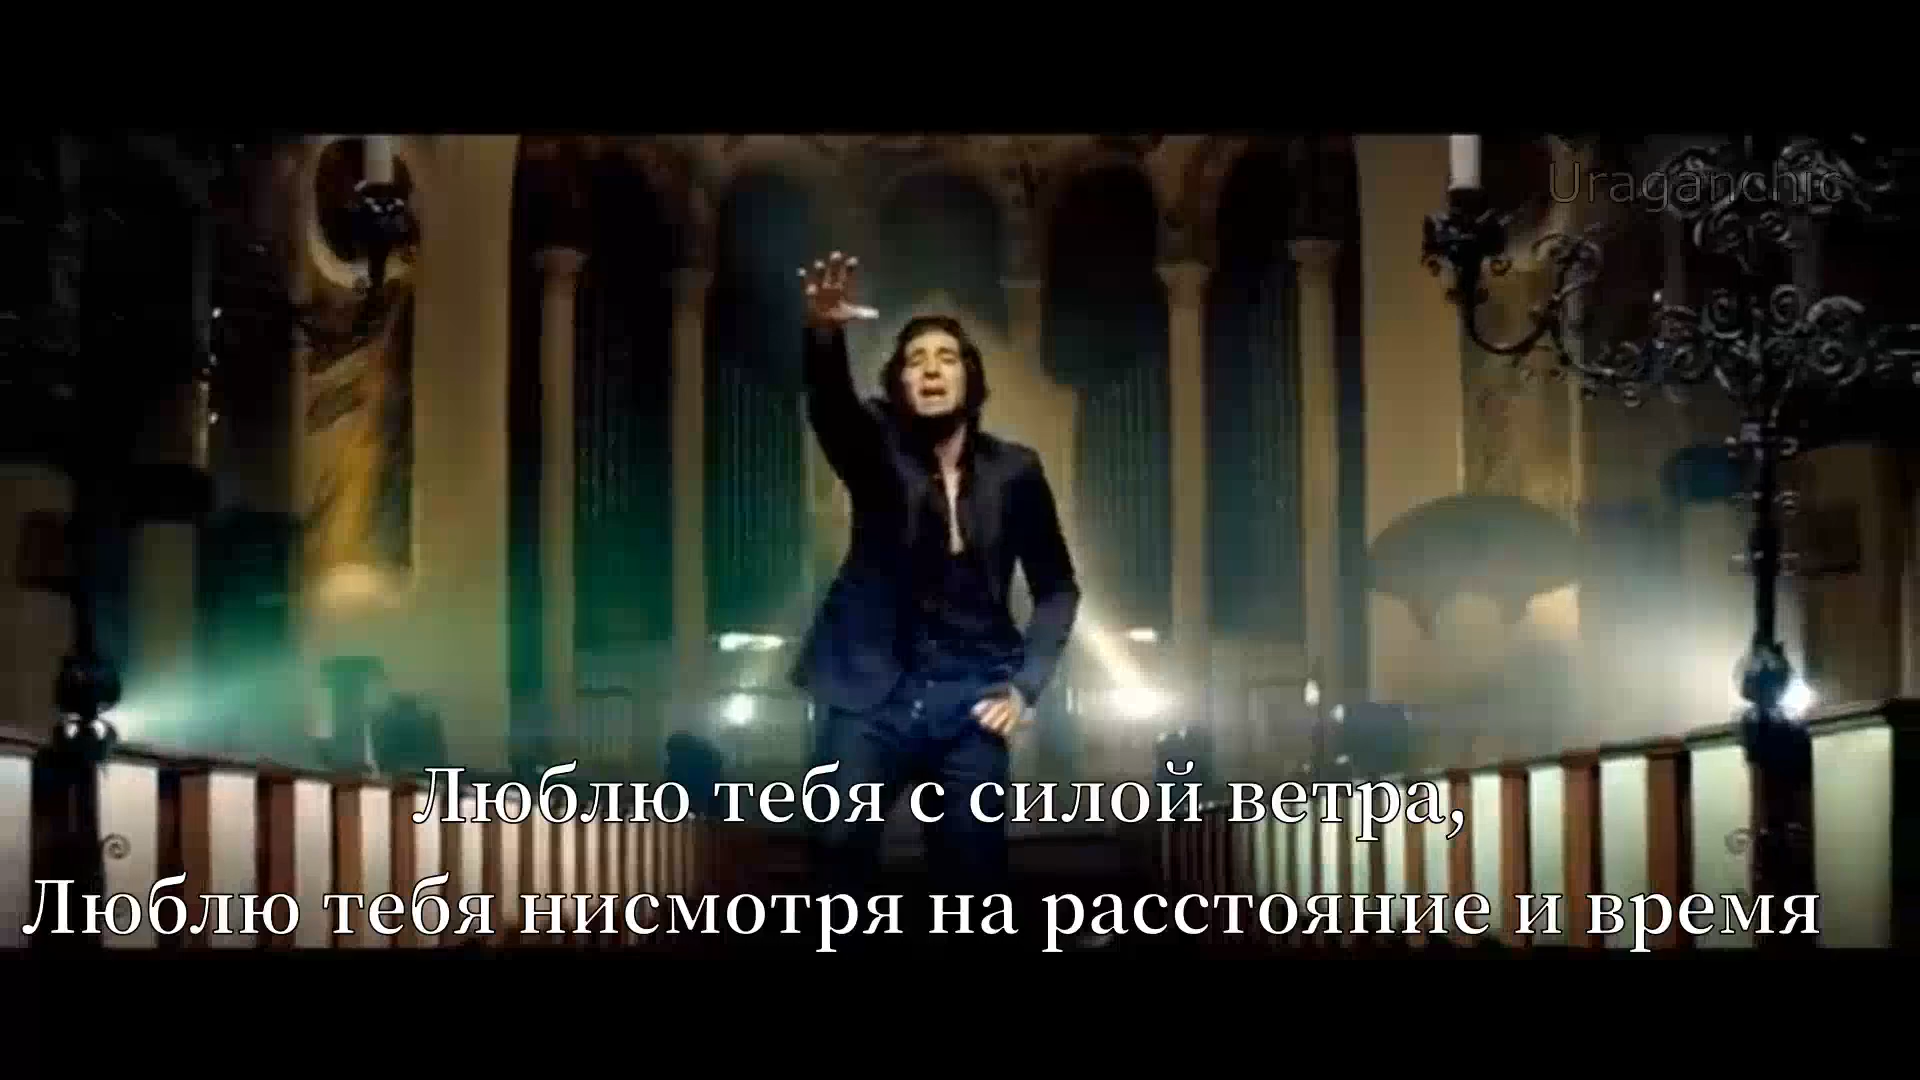 Uraganchic
Люблю тебя с силой ветра,
Люблю тебя нисмотря на расстояние и время